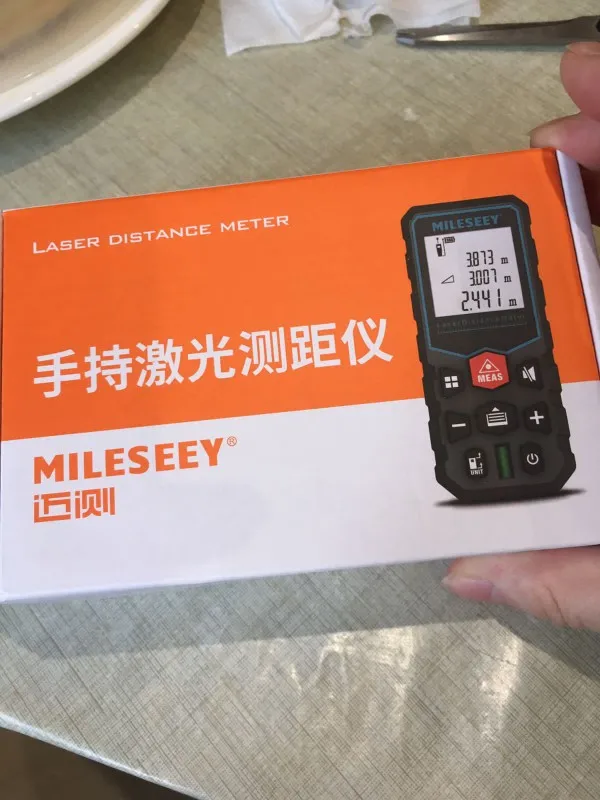 LASER DISTANCE METER
手持激光测距仪
MILESEEY®
迈测
MILESEEY
3.873 m
3.007 m
2.441 m
MEAS
UNIT